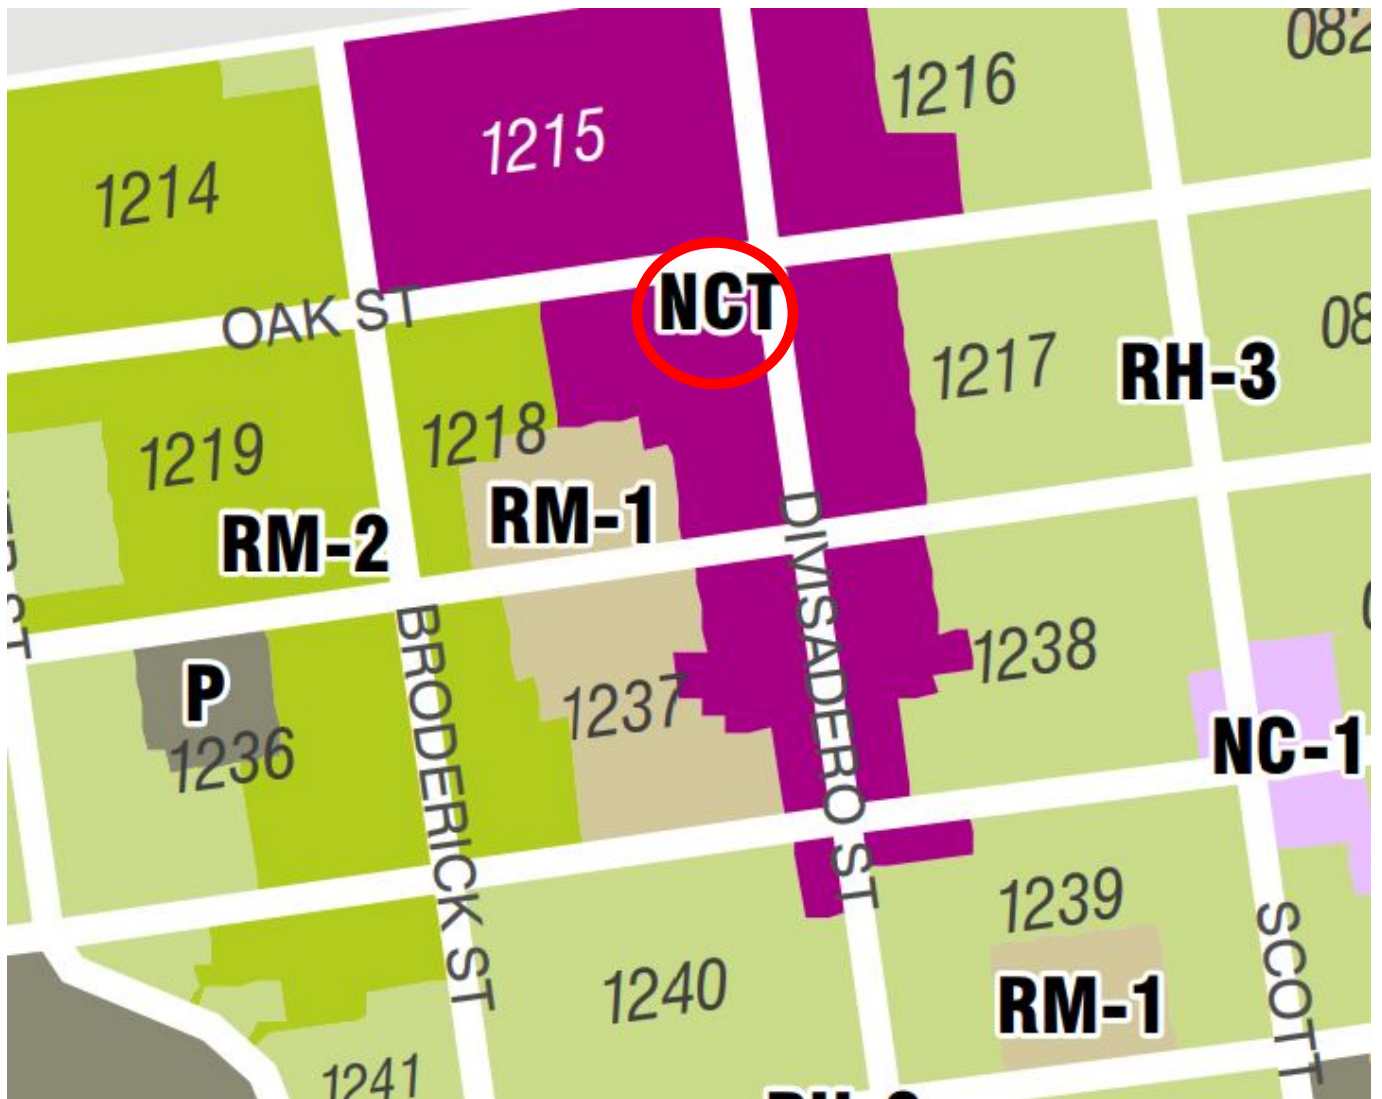 1216
1215
1214
NCT
OAK ST
1217
RH-3
1218
1219
RM-1
RM-2
DIVISADERO ST
BRODERICK ST
1238
P
1237
1236
NC-1
1239
SCOTT
1240
RM-1
1241